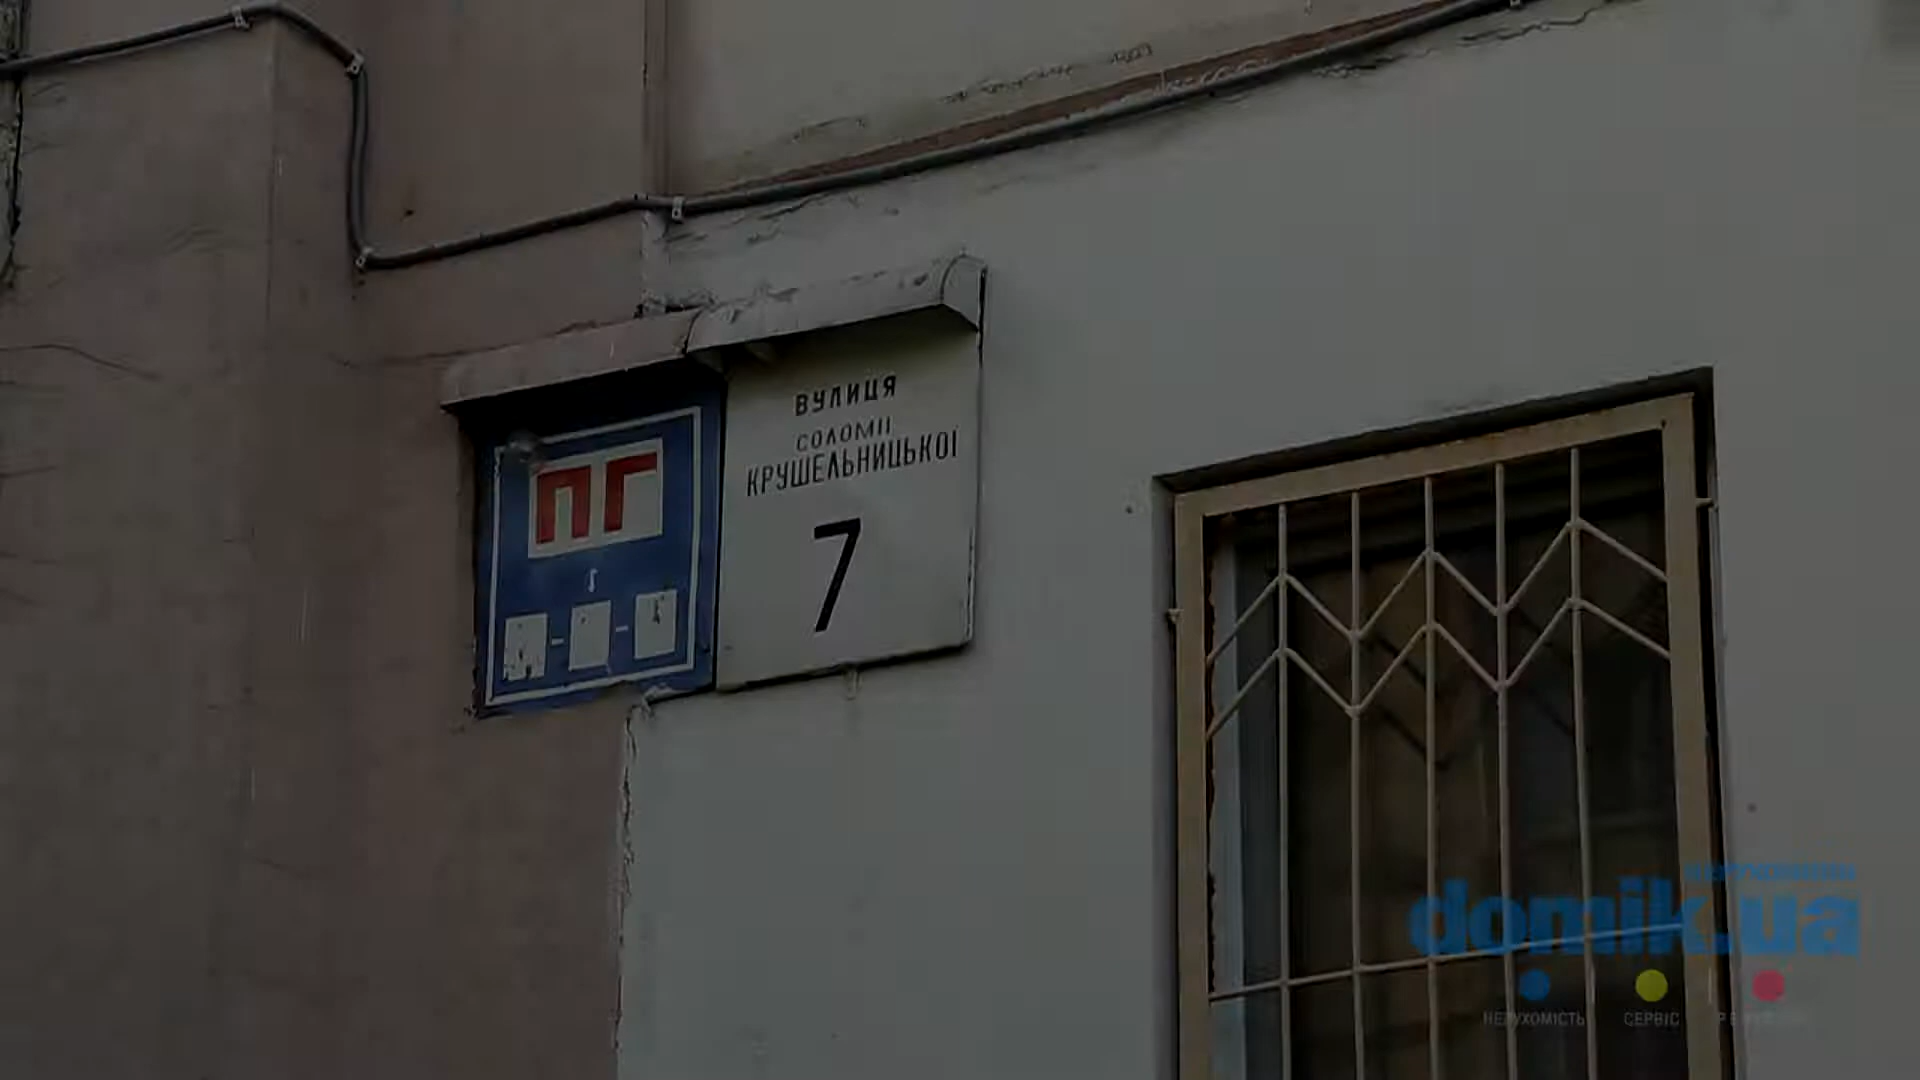 ПГ
ВУЛИЦЯ
СОЛОМІЇ
КРУШЕЛЬНИЦЬКОЇ
7
domik.ua
НЕРУХОМІСТЬ
СЕРВІС